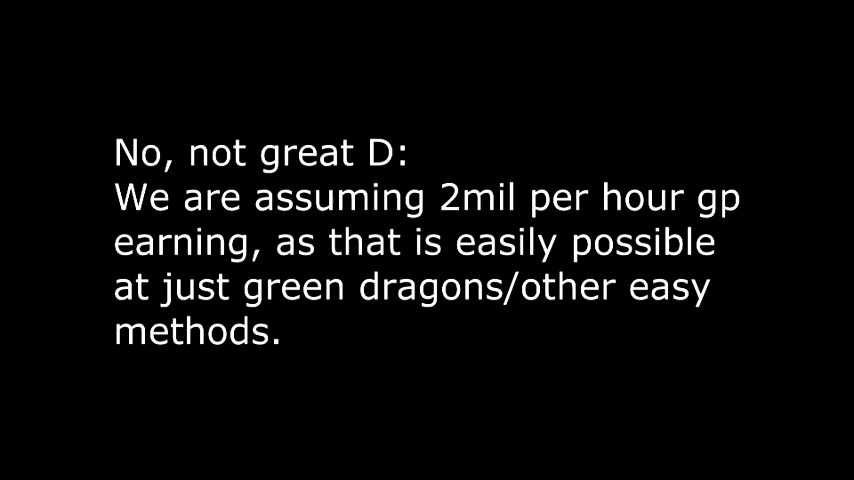 No, not great D:
We are assuming 2mil per hour gp
earning, as that is easily possible
at just green dragons/other easy
methods.